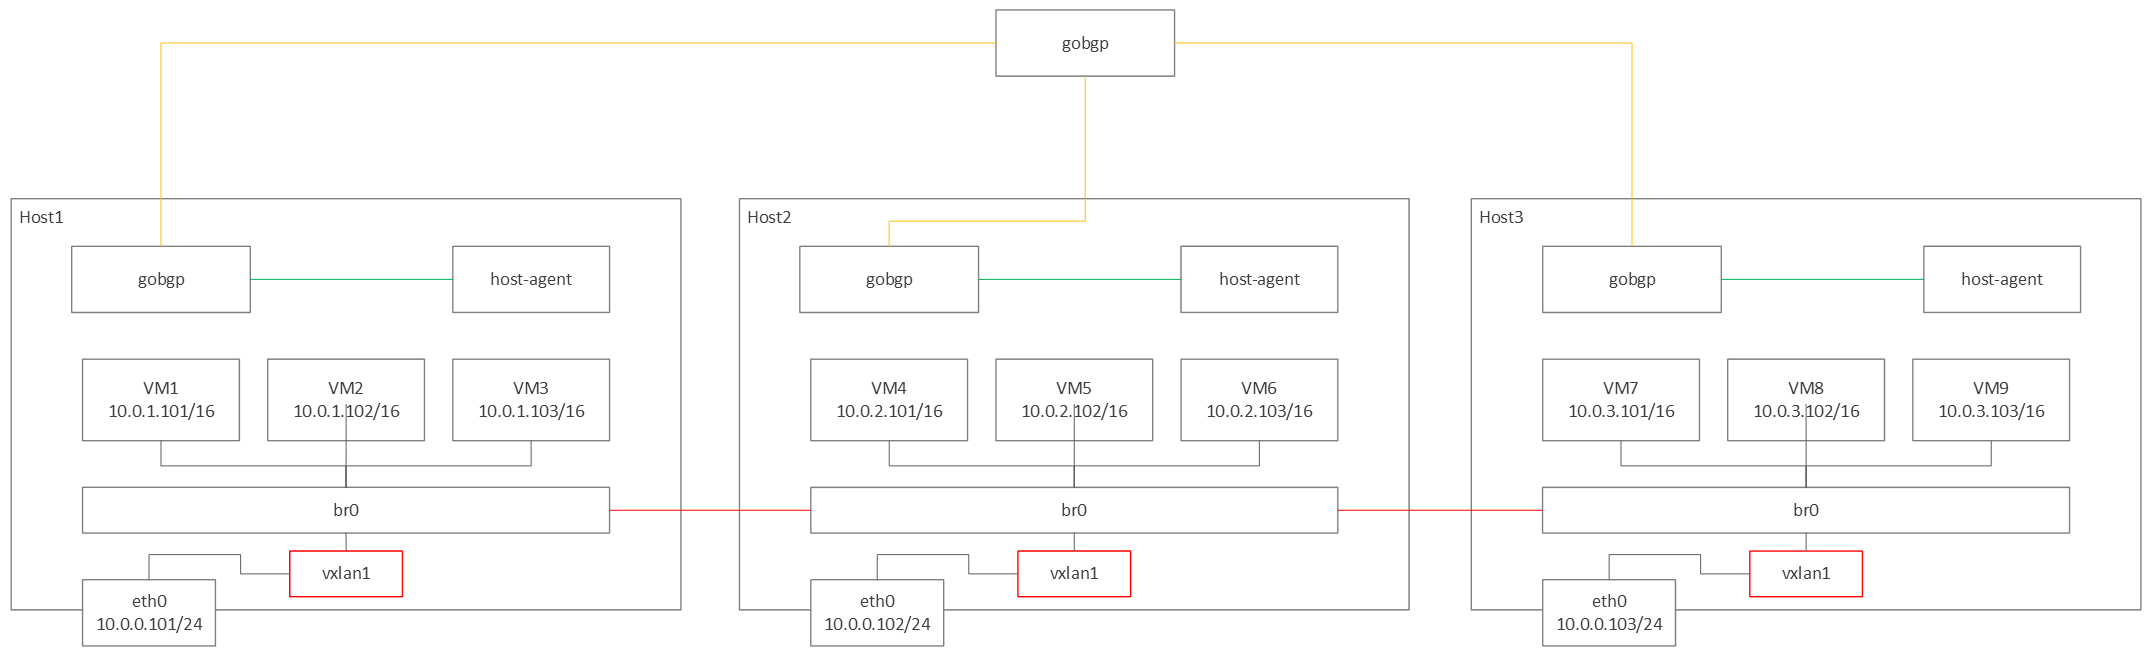 gobgp
Host1
gobgp
host-agent
VM1
10.0.1.101/16
VM2
10.0.1.102/16
VM3
10.0.1.103/16
br0
vxlan1
eth0
10.0.0.101/24
Host2
gobgp
host-agent
VM4
10.0.2.101/16
VM5
10.0.2.102/16
VM6
10.0.2.103/16
br0
vxlan1
eth0
10.0.0.102/24
Host3
gobgp
host-agent
VM7
10.0.3.101/16
VM8
10.0.3.102/16
VM9
10.0.3.103/16
br0
vxlan1
eth0
10.0.0.103/24